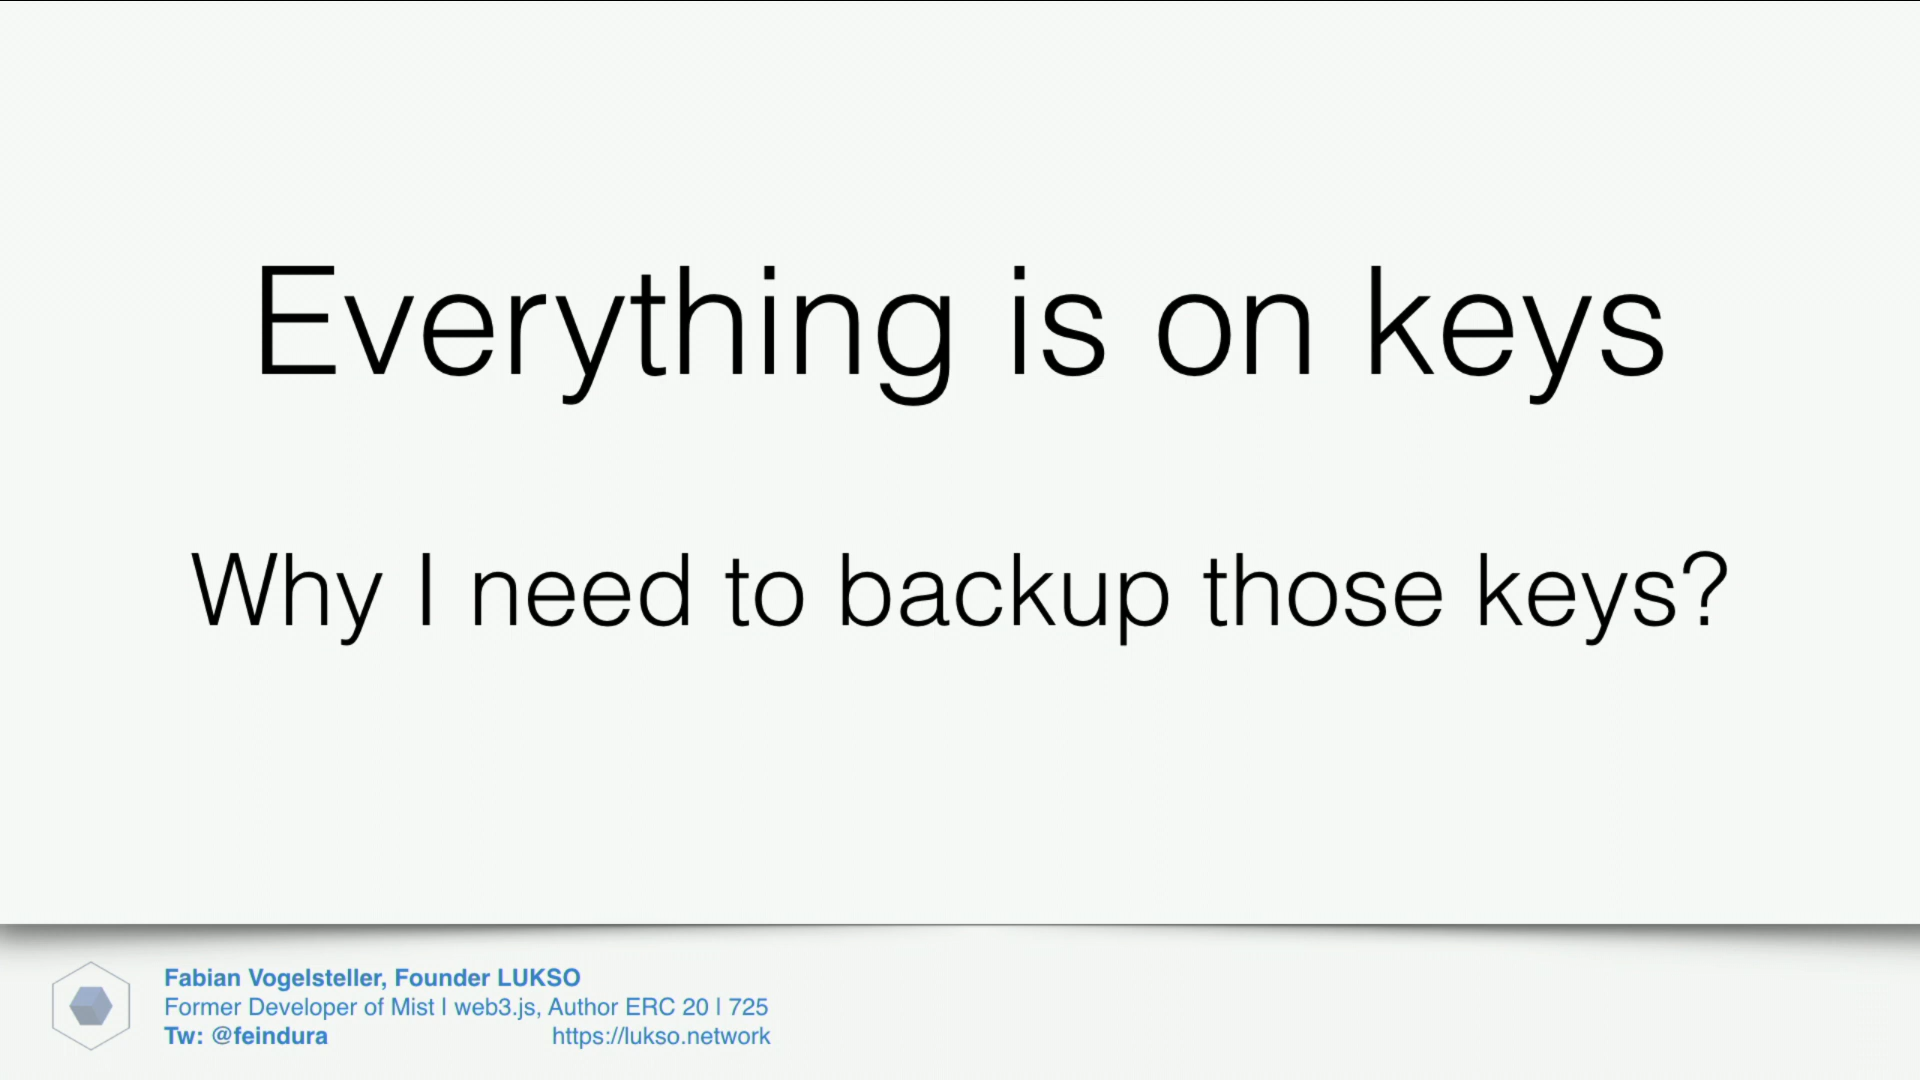 Everything is on keys
Why I need to backup those keys?
Fabian Vogelsteller, Founder LUKSO
Former Developer of Mist | web3.js, Author ERC 20 | 725
Tw: @feindura https://lukso.network